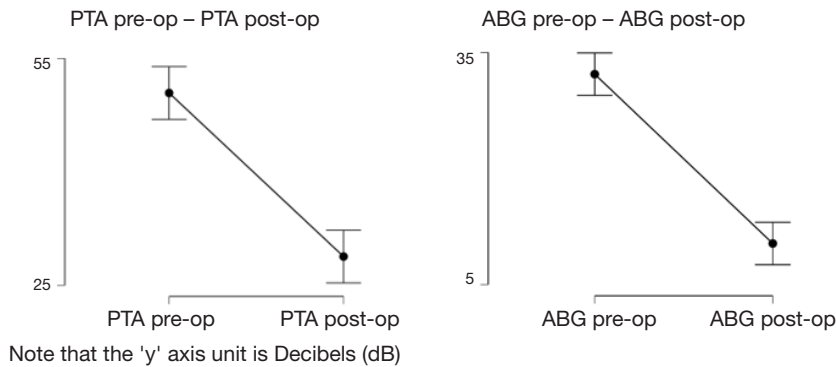 PTA pre-op – PTA post-op
55
25
PTA pre-op PTA post-op
ABG pre-op – ABG post-op
35
5
ABG pre-op ABG post-op
Note that the 'y' axis unit is Decibels (dB)